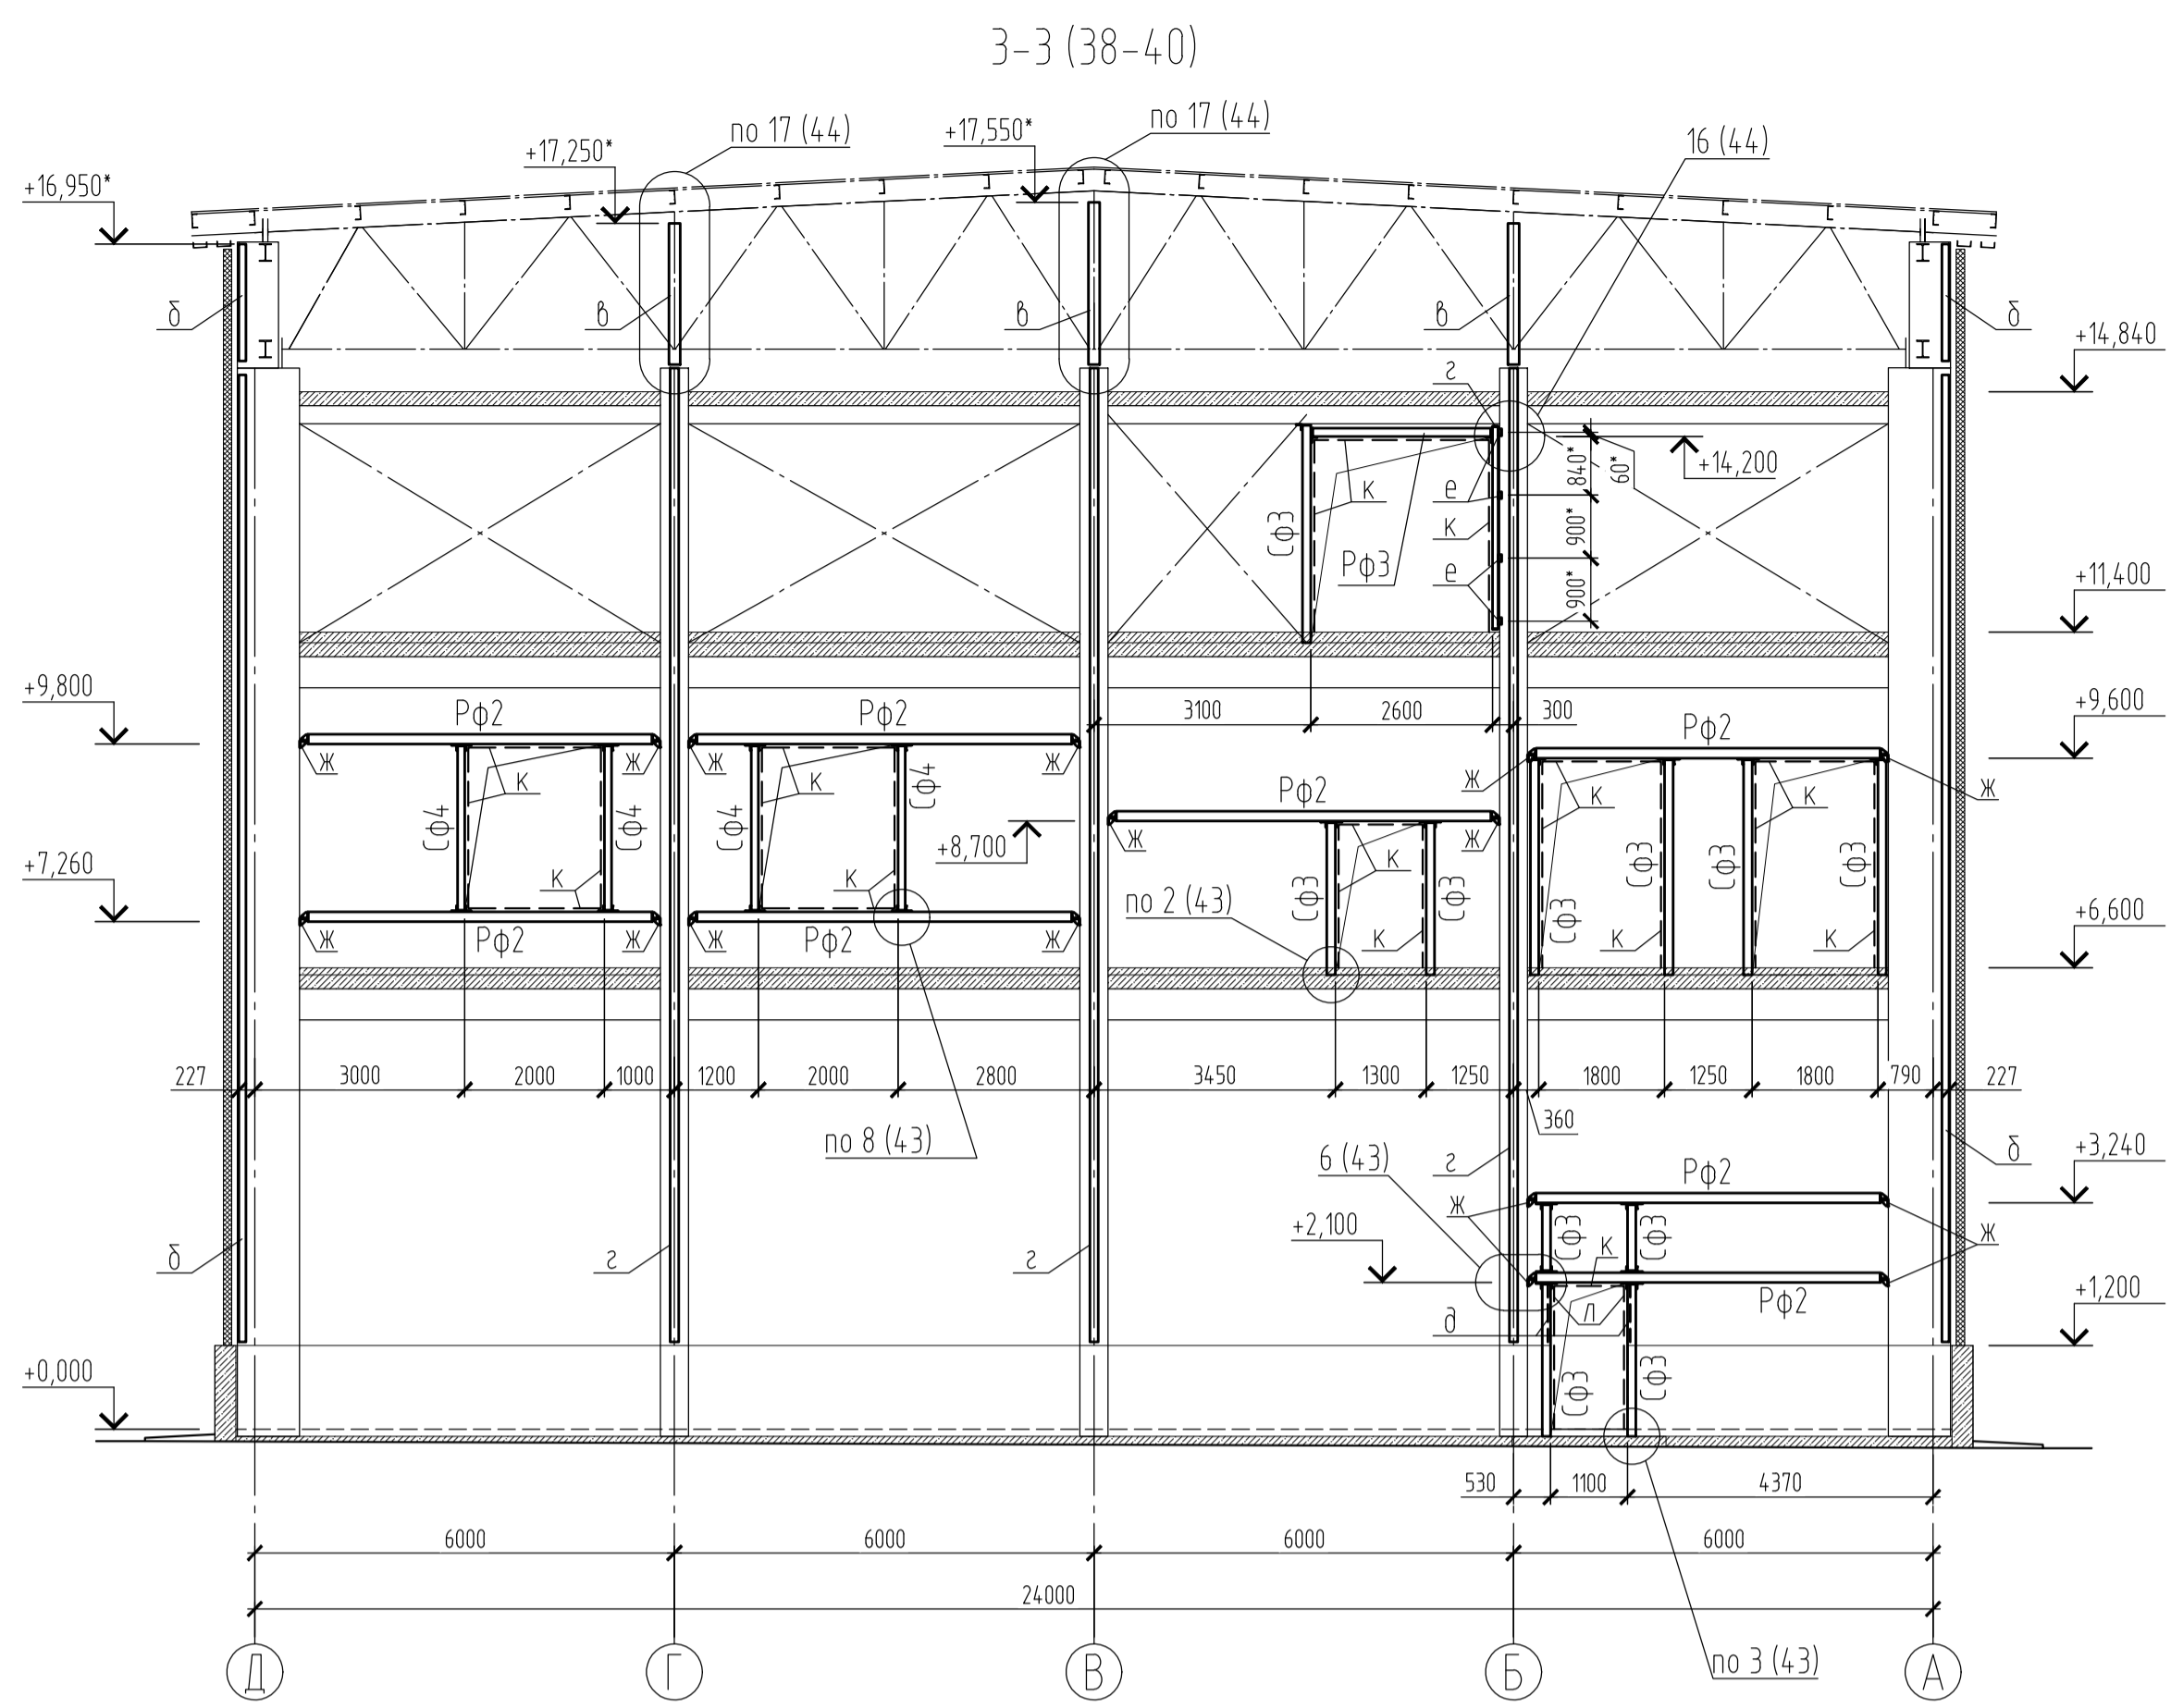 3-3 (38-40)
по 17 (44)
+17,550*
по 17 (44)
+17,250*
16 (44)
+16,950*
б
в
в
в
б
+14,840
г
+14,200
840*
60*
е
к
к
900*
Сф3
Рф3
е
900*
+11,400
+9,800
Рф2
Рф2
3100
2600
300
Рф2
+9,600
ж
ж
ж
ж
ж
ж
к
к
Рф2
к
к
Сф4
Сф4
Сф4
Сф4
+8,700
ж
ж
к
Сф3
Сф3
Сф3
Сф3
+7,260
к
к
Сф3
Сф3
по 2 (43)
+6,600
ж
Рф2
ж
ж
Рф2
ж
к
к
к
227
3000
2000
1000
1200
2000
2800
3450
1300
1250
1800
1250
1800
790
227
360
по 8 (43)
6 (43)
г
Рф2
б
+3,240
ж
+2,100
Сф3
Сф3
к
ж
б
г
г
д
л
Рф2
+1,200
+0,000
Сф3
Сф3
530
1100
4370
6000
6000
6000
6000
24000
по 3 (43)
Д
Г
В
Б
А